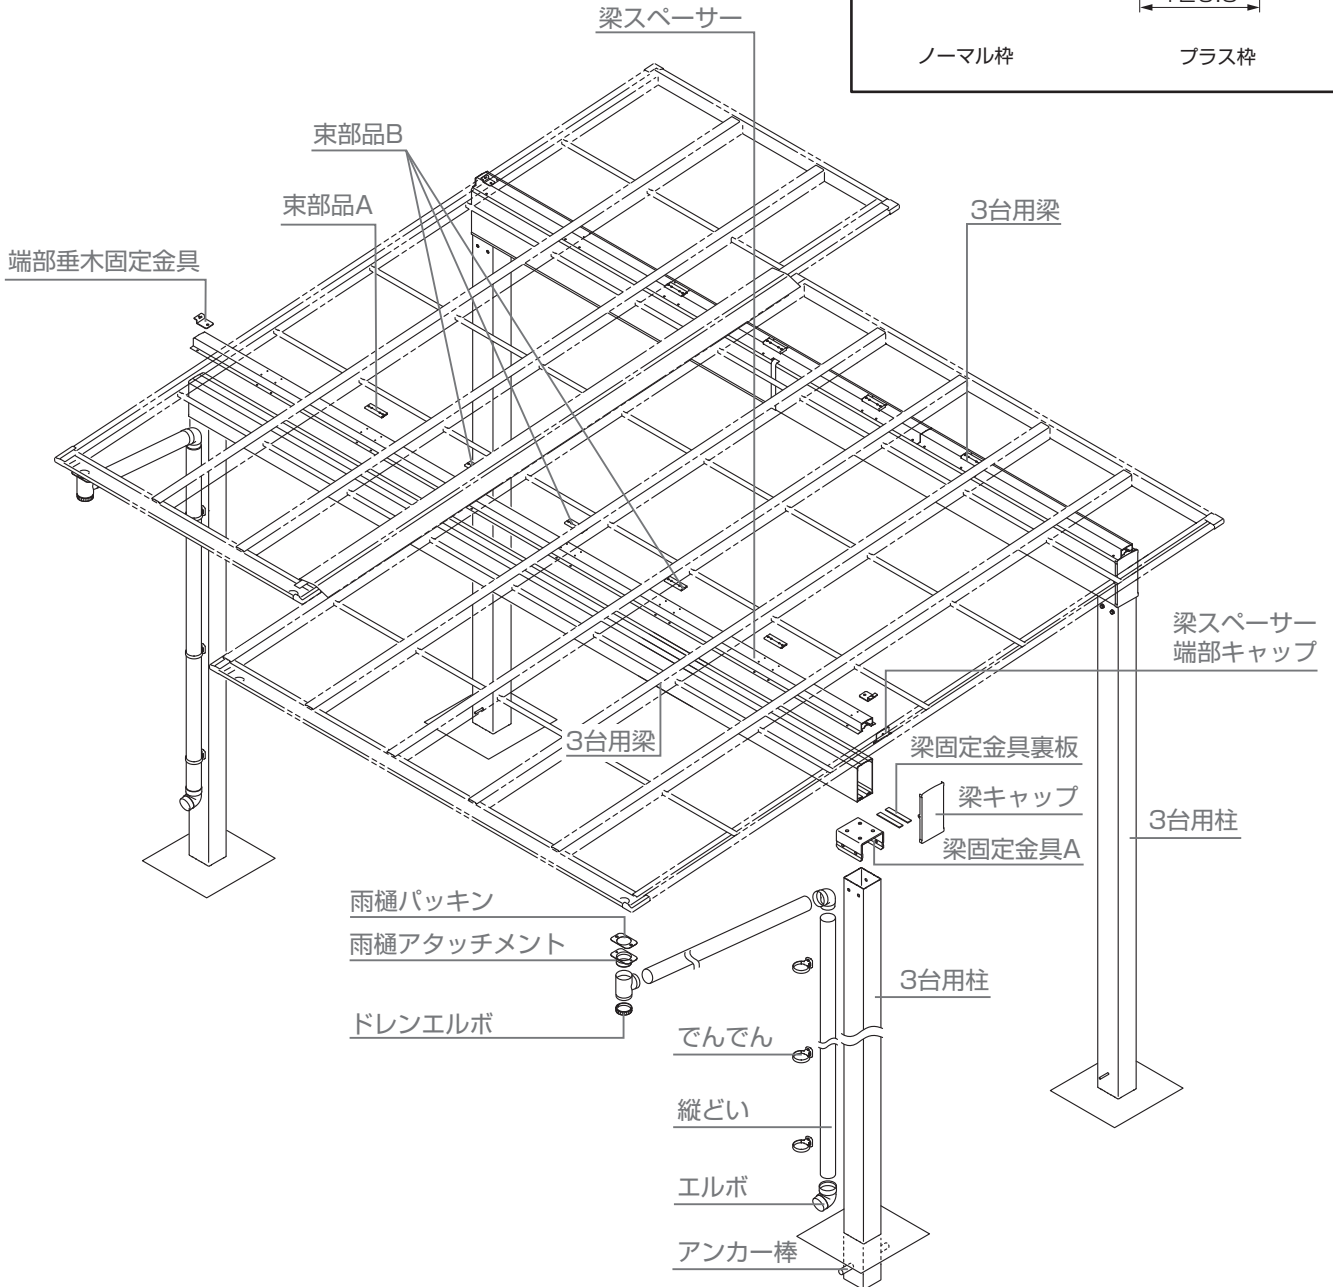 梁スペーサー
ノーマル枠
プラス枠
束部品B
束部品A
3台用梁
端部垂木固定金具
梁スペーサー
端部キャップ
3台用梁
梁固定金具裏板
梁キャップ
3台用柱
梁固定金具A
雨樋パッキン
雨樋アタッチメント
3台用柱
ドレンエルボ
でんでん
縦どい
エルボ
アンカー棒